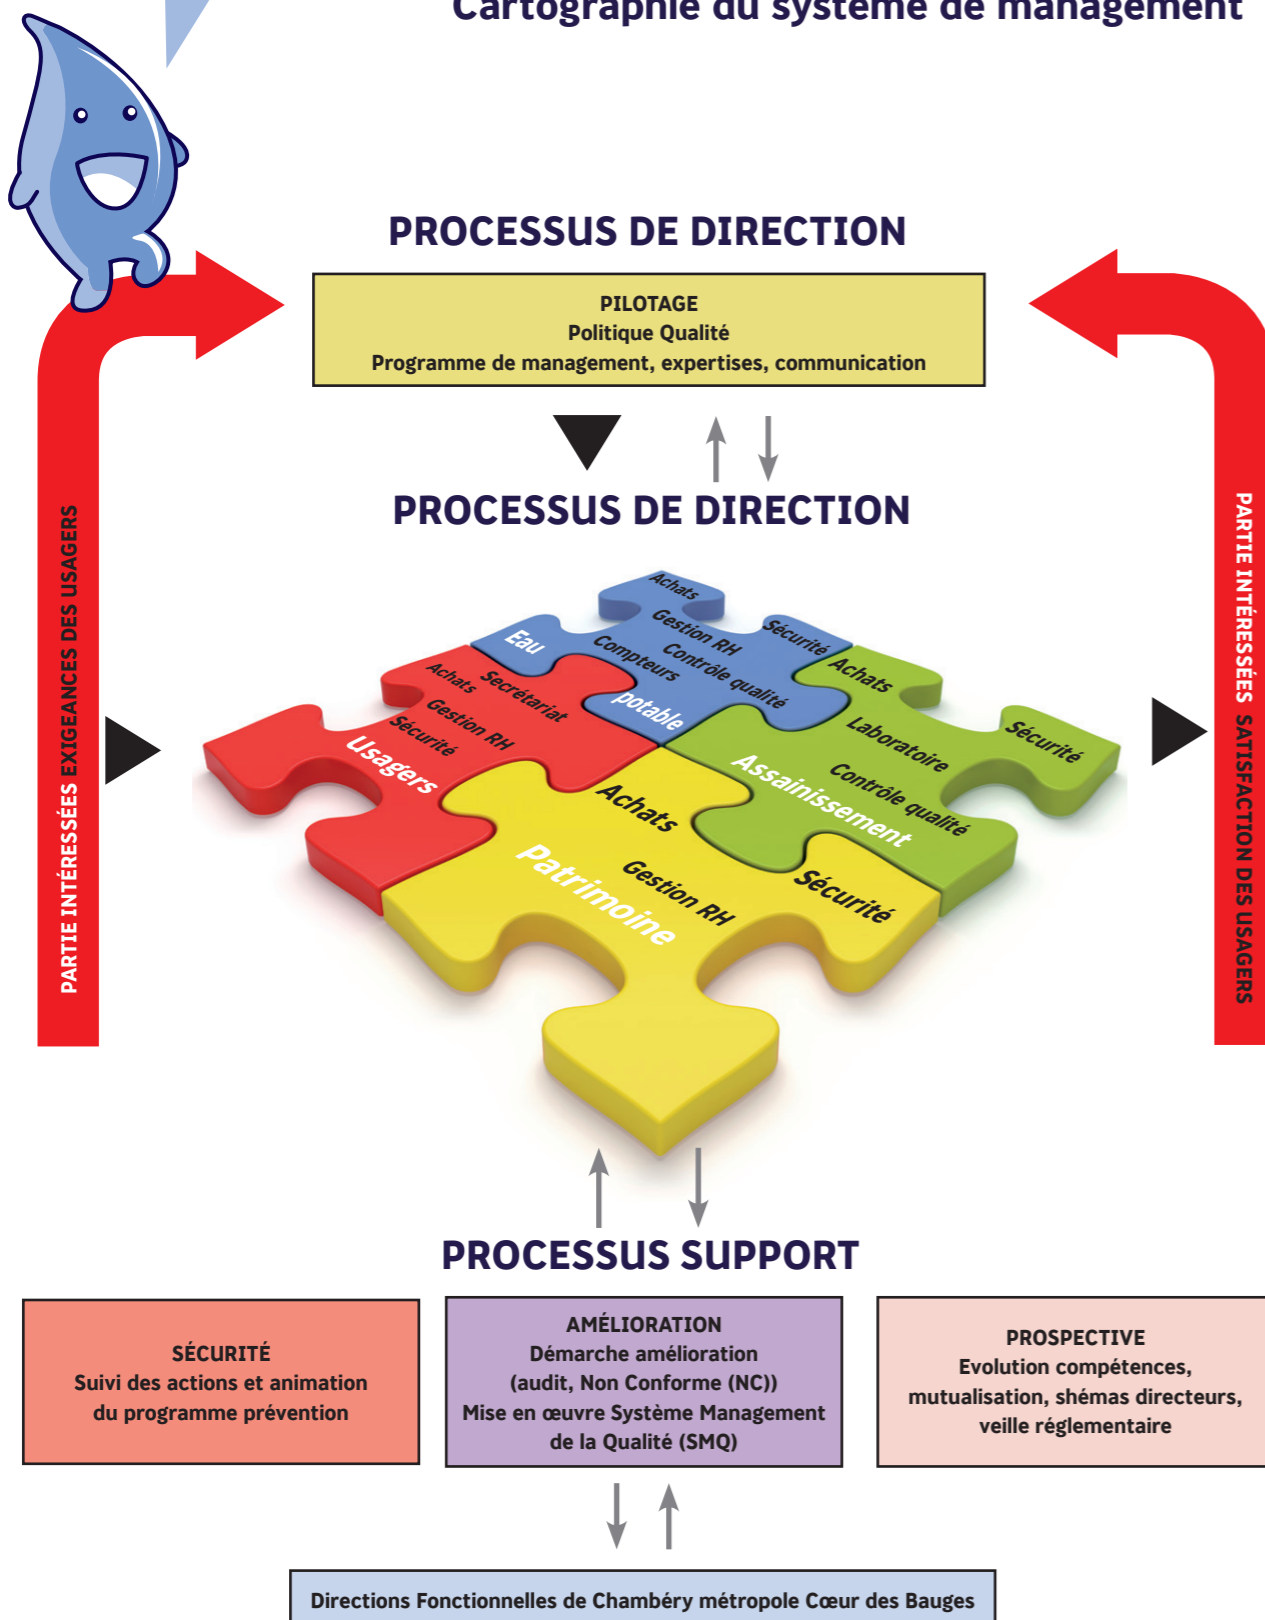 Cartographie du système de management
PROCESSUS DE DIRECTION
PILOTAGE
Politique Qualité
Programme de management, expertises, communication
PROCESSUS DE DIRECTION
PARTIE INTÉRESSÉES EXIGEANCES DES USAGERS
Achats
Gestion RH
Sécurité
Eau
Compteurs
Contrôle qualité
potable
Achats
Secrétariat
Gestion RH
Sécurité
Usagers
Achats
Laboratoire
Sécurité
Contrôle qualité
Assainissement
Achats
Patrimoine
Gestion RH
Sécurité
PARTIE INTÉRESSÉES SATISFACTION DES USAGERS
PROCESSUS SUPPORT
SÉCURITÉ
Suivi des actions et animation
du programme prévention
AMÉLIORATION
Démarche amélioration
(audit, Non Conforme (NC))
Mise en œuvre Système Management
de la Qualité (SMQ)
PROSPECTIVE
Evolution compétences,
mutualisation, shémas directeurs,
veille réglementaire
Directions Fonctionnelles de Chambéry métropole Cœur des Bauges